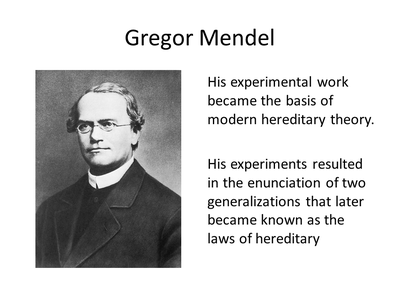 Gregor Mendel
His experimental work
became the basis of
modern hereditary theory.
His experiments resulted
in the enunciation of two
generalizations that later
became known as the
laws of hereditary